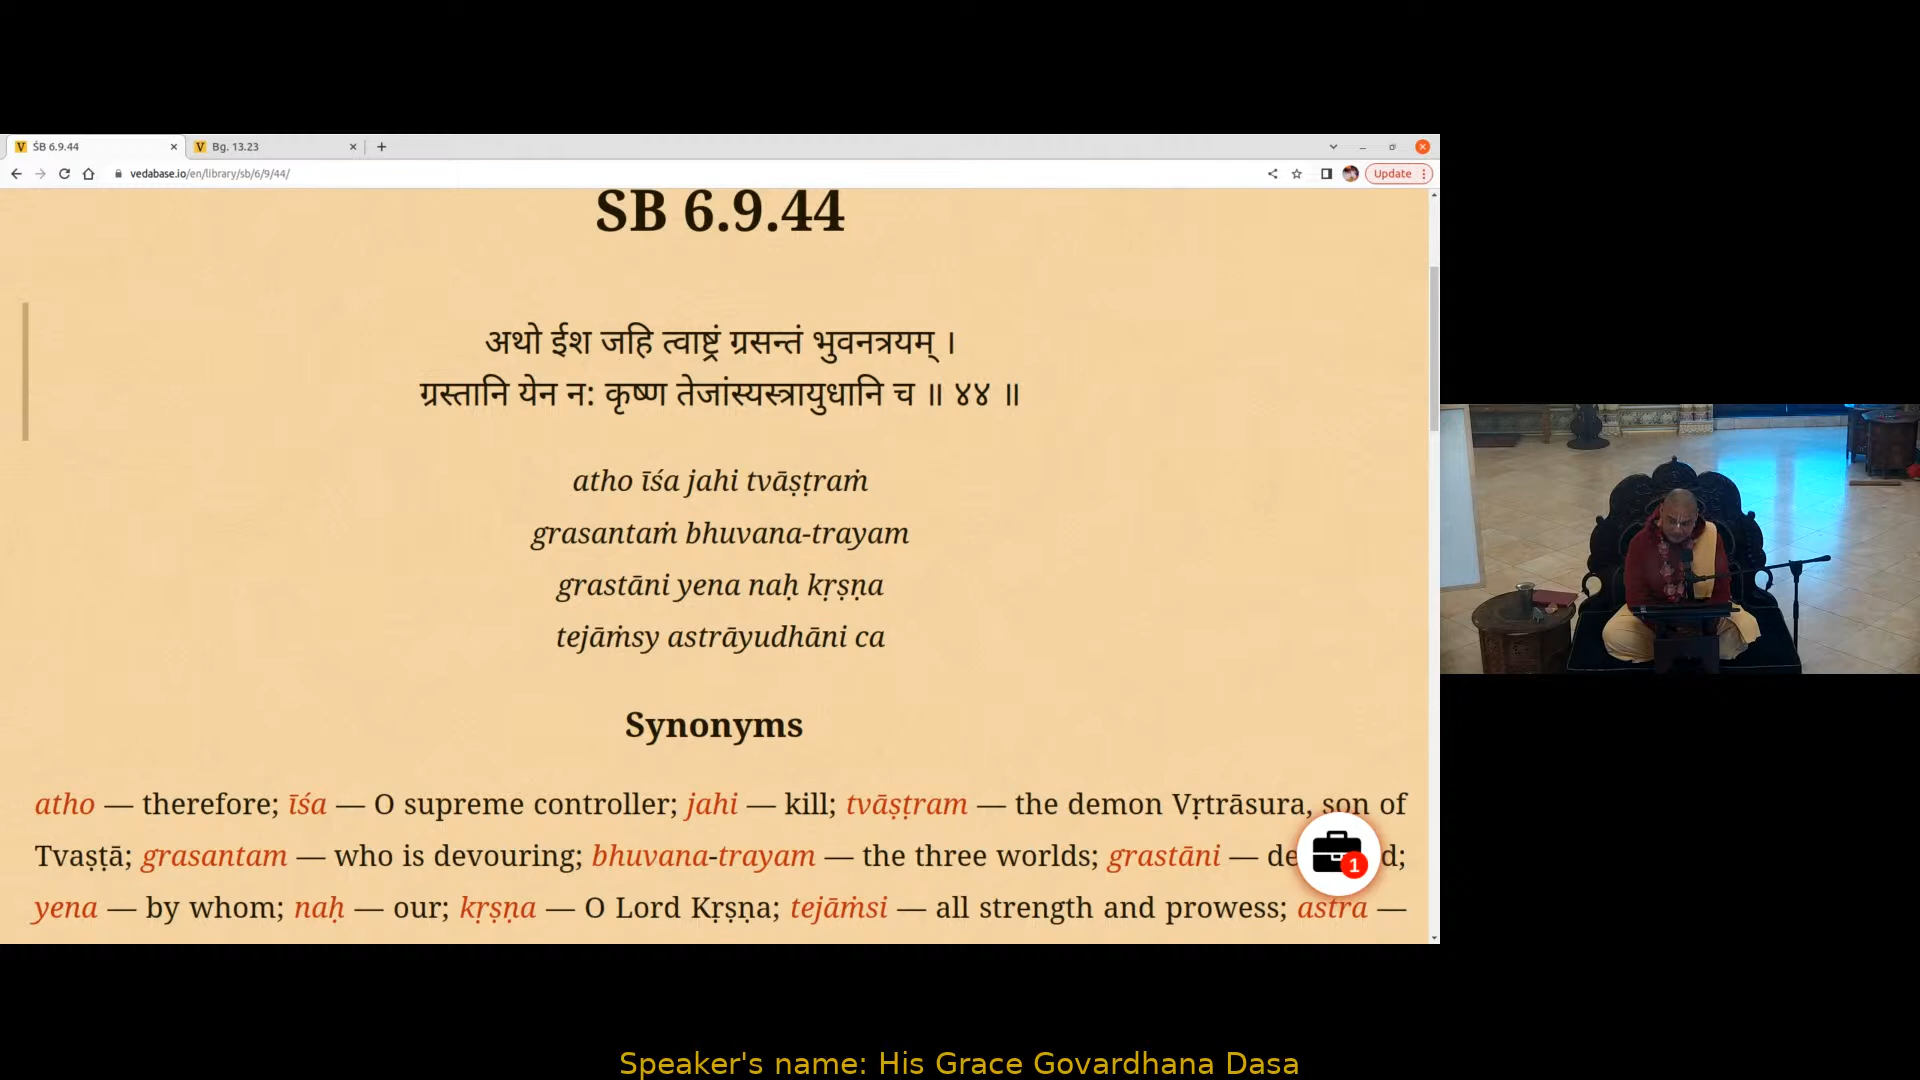 ŚB 6.9.44
Bg. 13.23
vedabase.io/en/library/sb/6/9/44/
Update
ŚB 6.9.44
अथो ईश जहि त्वाष्ट्रं ग्रसन्तं भुवनत्रयम् ।
ग्रस्तानि येन न: कृष्ण तेजांस्यस्त्रायुधानि च ॥ ४४ ॥
atho īśa jahi tvāṣṭraṁ
grasantaṁ bhuvana-trayam
grastāni yena naḥ kṛṣṇa
tejāṁsy astrāyudhāni ca
Synonyms
atho — therefore; īśa — O supreme controller; jahi — kill; tvāṣṭram — the demon Vṛtrāsura, son of
Tvaṣṭā; grasantam — who is devouring; bhuvana-trayam — the three worlds; grastāni —
yena — by whom; naḥ — our; kṛṣṇa — O Lord Kṛṣṇa; tejāṁsi — all strength and prowess; astra —
1
Speaker's name: His Grace Govardhana Dasa